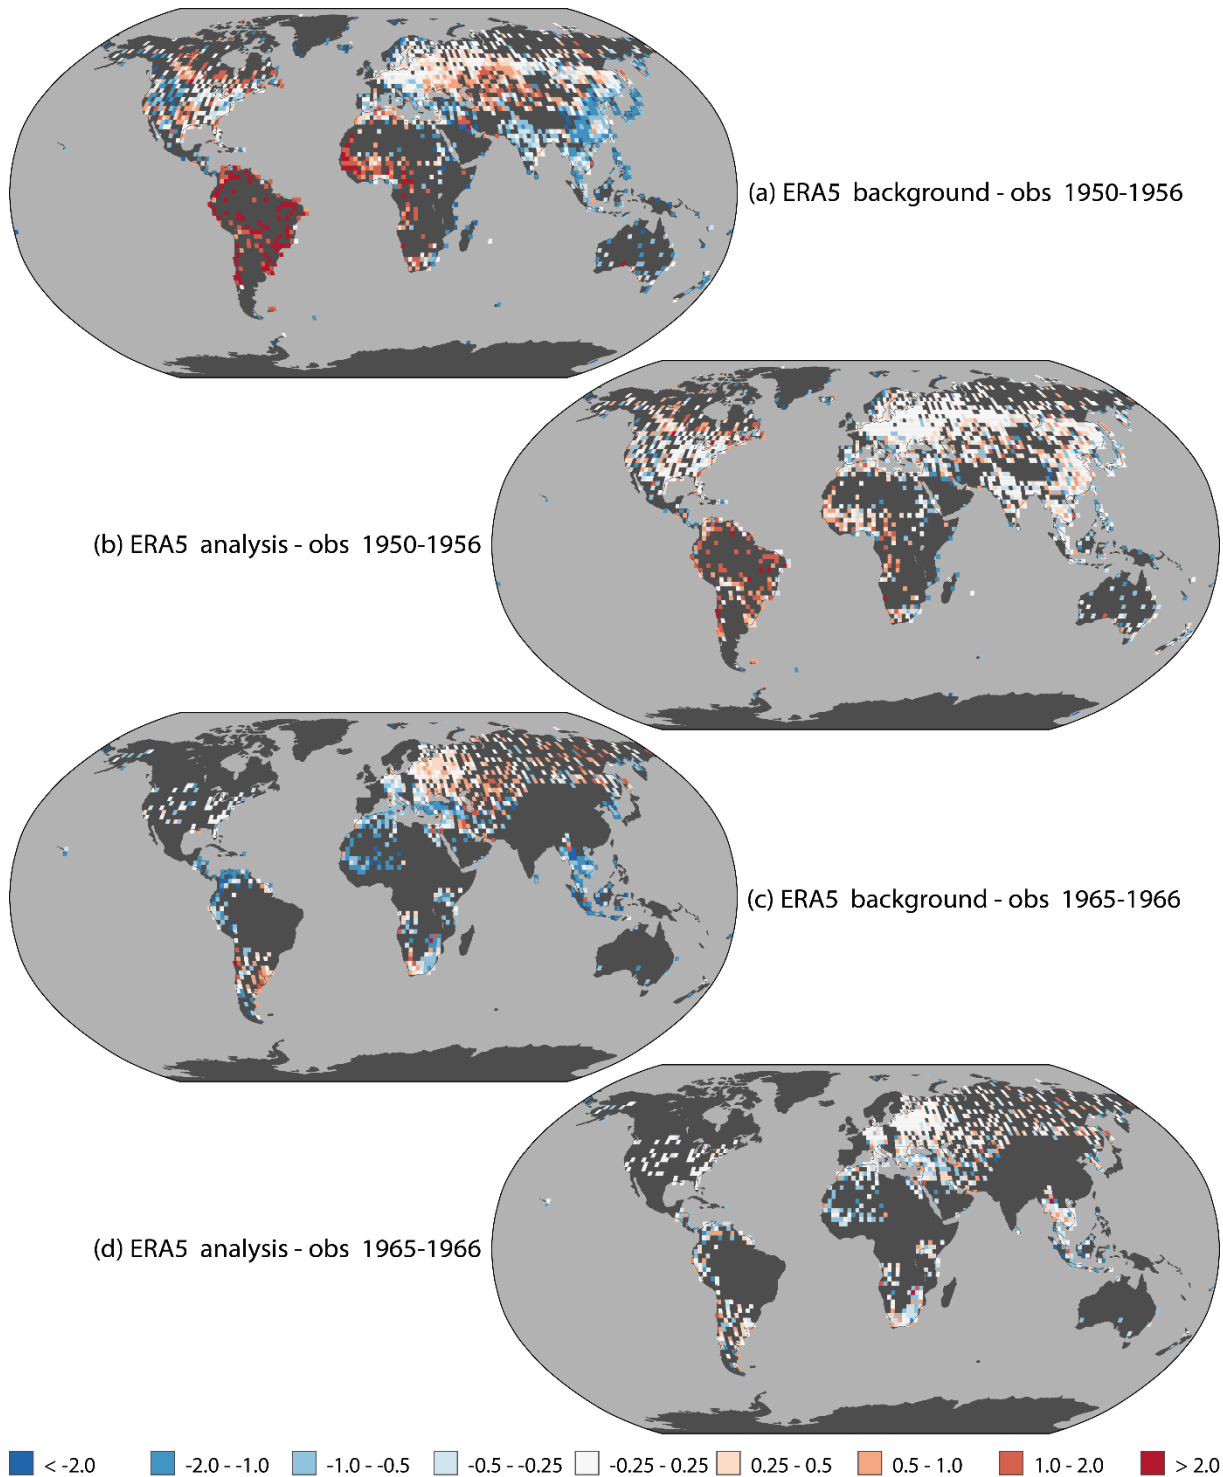 (a) ERA5 background - obs 1950-1956
(b) ERA5 analysis - obs 1950-1956
(c) ERA5 background - obs 1965-1966
(d) ERA5 analysis - obs 1965-1966
< -2.0 -2.0 - -1.0 -1.0 - -0.5 -0.5 - -0.25 -0.25 - 0.25 0.25 - 0.5 0.5 - 1.0 1.0 - 2.0 > 2.0